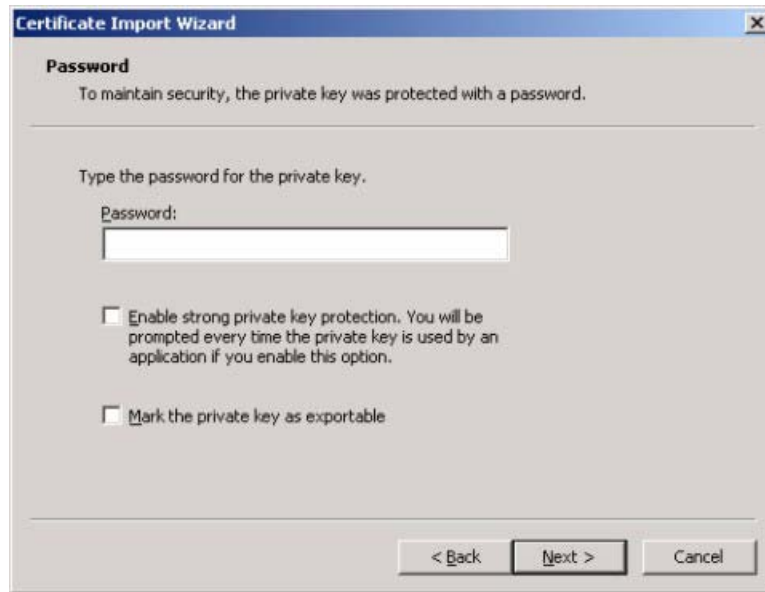 Certificate Import Wizard
Password
To maintain security, the private key was protected with a password.
Type the password for the private key.
Password:
Enable strong private key protection. You will be
prompted every time the private key is used by an
application if you enable this option.
Mark the private key as exportable
< Back Next > Cancel